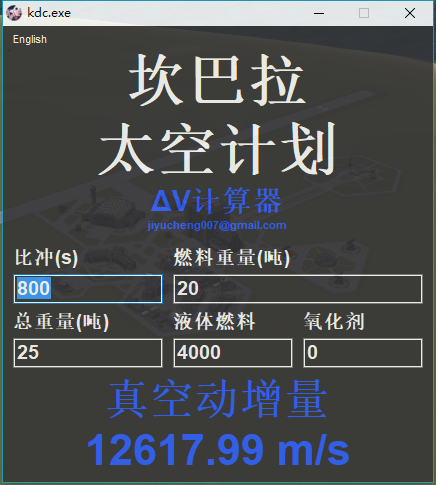 kdc.exe
English
坎巴拉
太空计划
ΔV计算器
jiyucheng007@gmail.com
比冲(s) 燃料重量(吨)
800 20
总重量(吨) 液体燃料 氧化剂
25 4000 0
真空动增量
12617.99 m/s